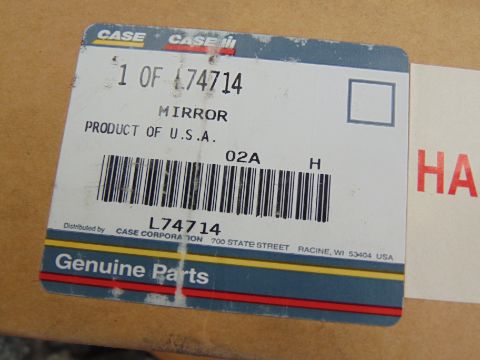 CASE CASE IH
1 OF L74714
MIRROR
PRODUCT OF U.S.A.
02A H
L74714
Distributed by CASE CORPORATION 700 STATE STREET RACINE, WI 53404 USA
Genuine Parts
HA